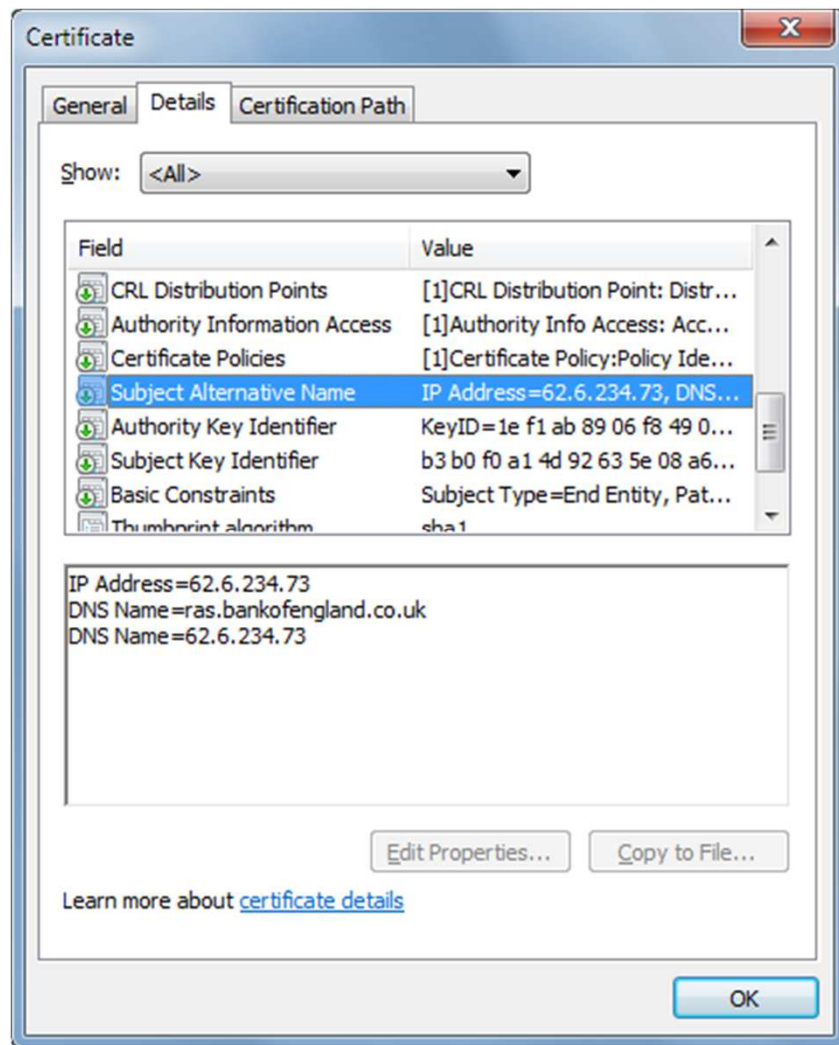 Certificate
General Details Certification Path
Show: <All>
Field Value
CRL Distribution Points [1]CRL Distribution Point: Distr...
Authority Information Access [1]Authority Info Access: Acc...
Certificate Policies [1]Certificate Policy:Policy Ide...
Subject Alternative Name IP Address=62.6.234.73, DNS...
Authority Key Identifier KeyID=1e f1 ab 89 06 f8 49 0...
Subject Key Identifier b3 b0 f0 a1 4d 92 63 5e 08 a6...
Basic Constraints Subject Type=End Entity, Pat...
Thumbprint algorithm sha1
IP Address=62.6.234.73
DNS Name=ras.bankofengland.co.uk
DNS Name=62.6.234.73
Edit Properties... Copy to File...
Learn more about certificate details
OK